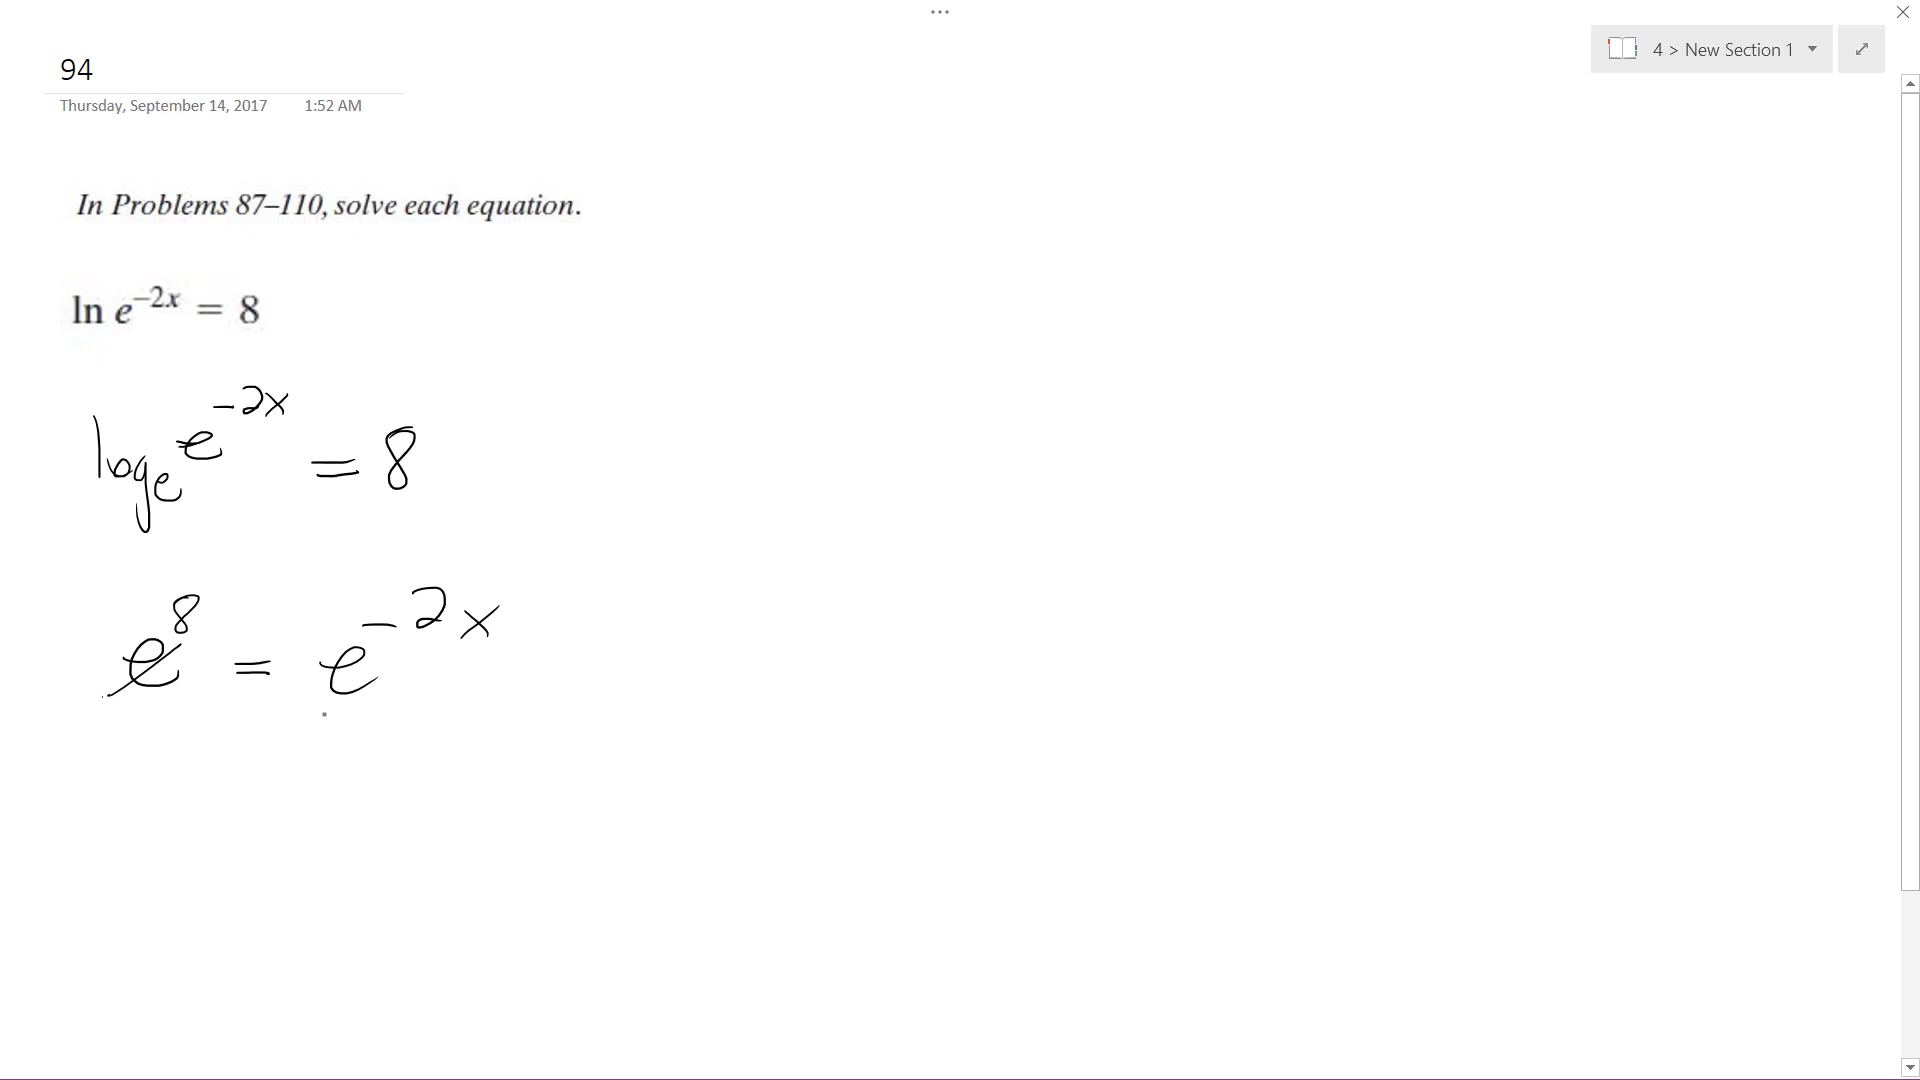 ...
4 > New Section 1
94
Thursday, September 14, 2017 1:52 AM
In Problems 87–110, solve each equation.
ln e^{-2x} = 8
log_e e^{-2x} = 8
e^8 = e^{-2x}